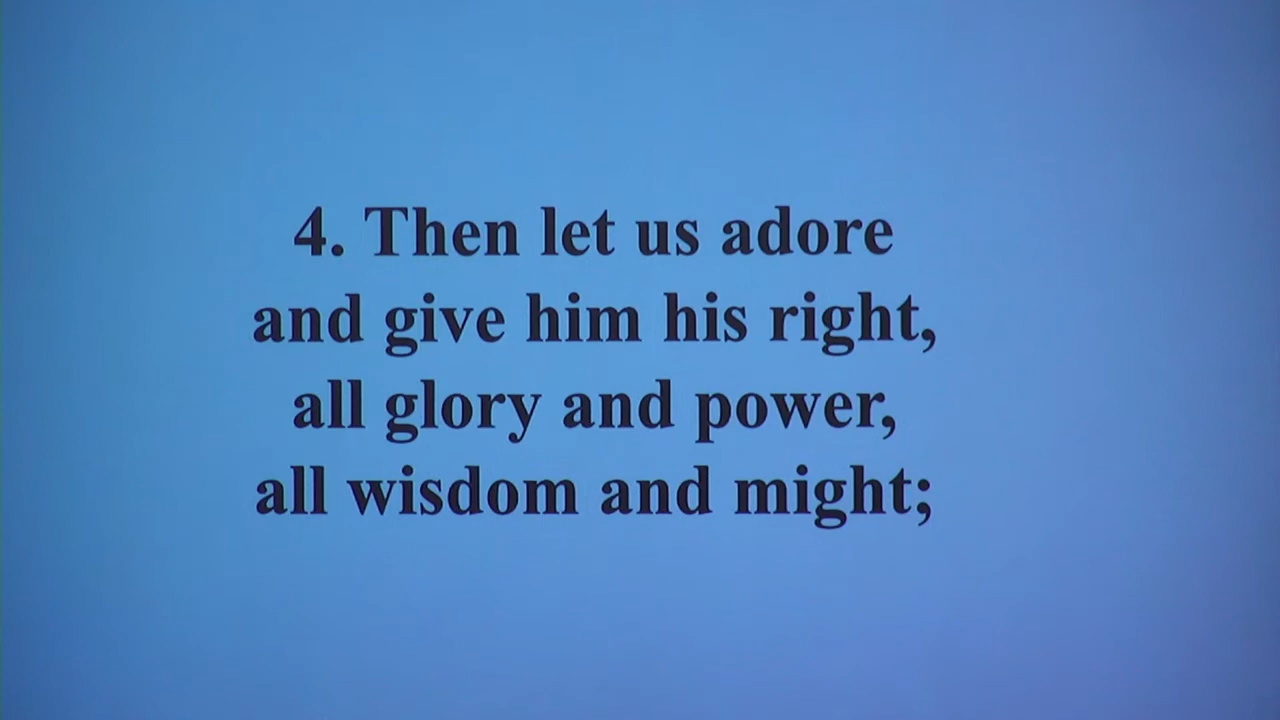 4. Then let us adore
and give him his right,
all glory and power,
all wisdom and might;